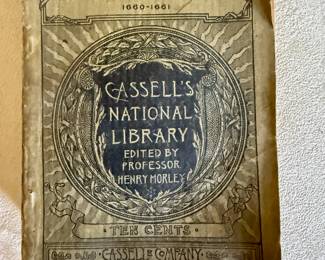 1660-1661
CASSELL'S
NATIONAL
LIBRARY
EDITED BY
PROFESSOR
HENRY MORLEY
TEN CENTS
CASSELL & COMPANY